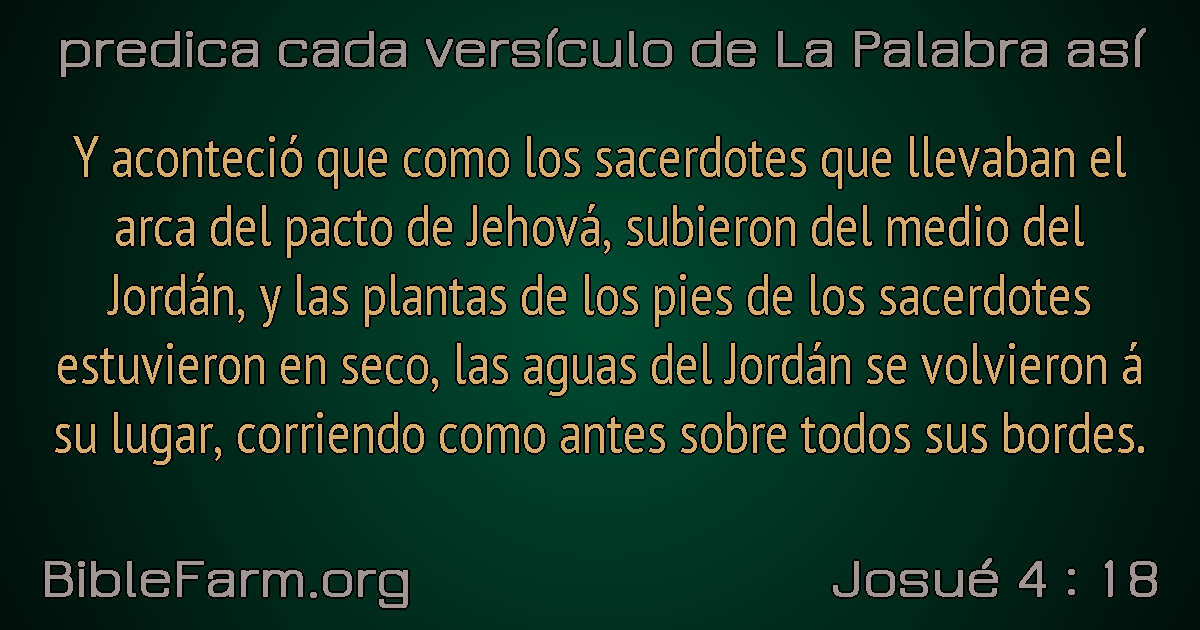 predica cada versículo de La Palabra así
Y aconteció que como los sacerdotes que llevaban el
arca del pacto de Jehová, subieron del medio del
Jordán, y las plantas de los pies de los sacerdotes
estuvieron en seco, las aguas del Jordán se volvieron á
su lugar, corriendo como antes sobre todos sus bordes.
BibleFarm.org
Josué 4 : 18